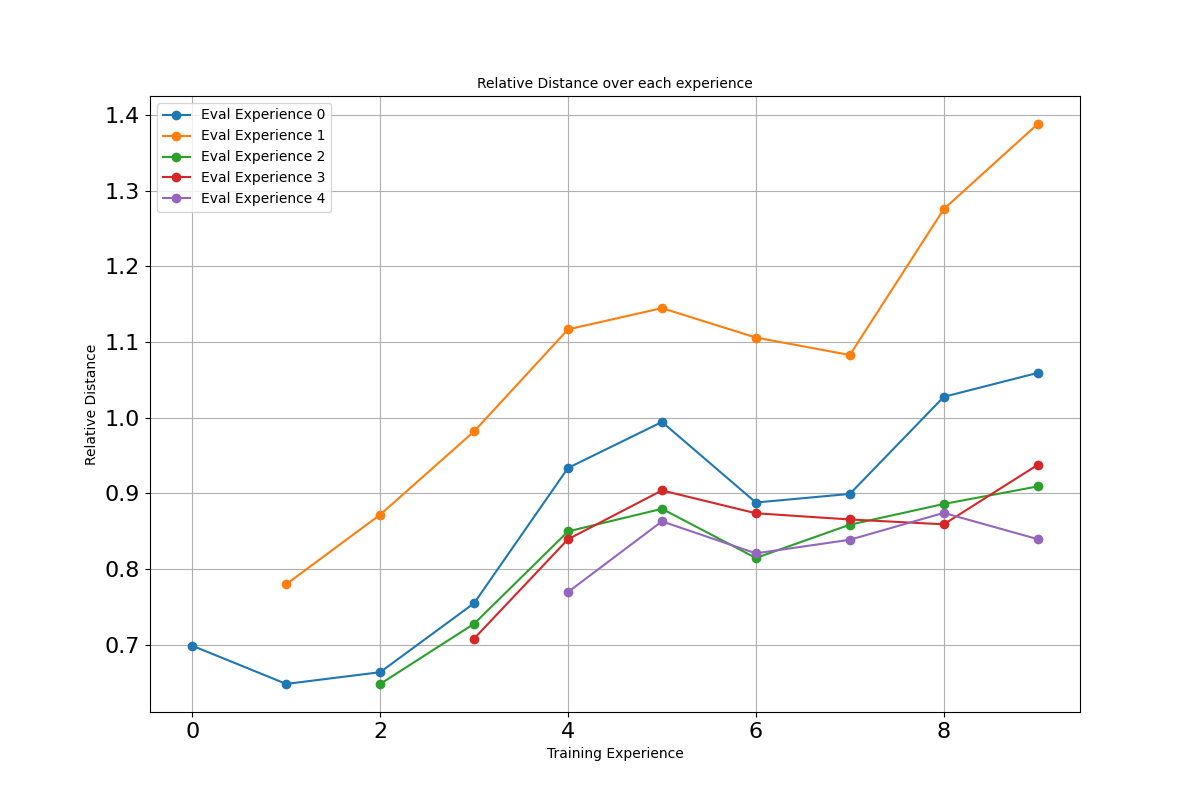 Relative Distance over each experience
1.4
1.3
1.2
1.1
1.0
0.9
0.8
0.7
Relative Distance
Eval Experience 0
Eval Experience 1
Eval Experience 2
Eval Experience 3
Eval Experience 4
0 2 4 6 8
Training Experience